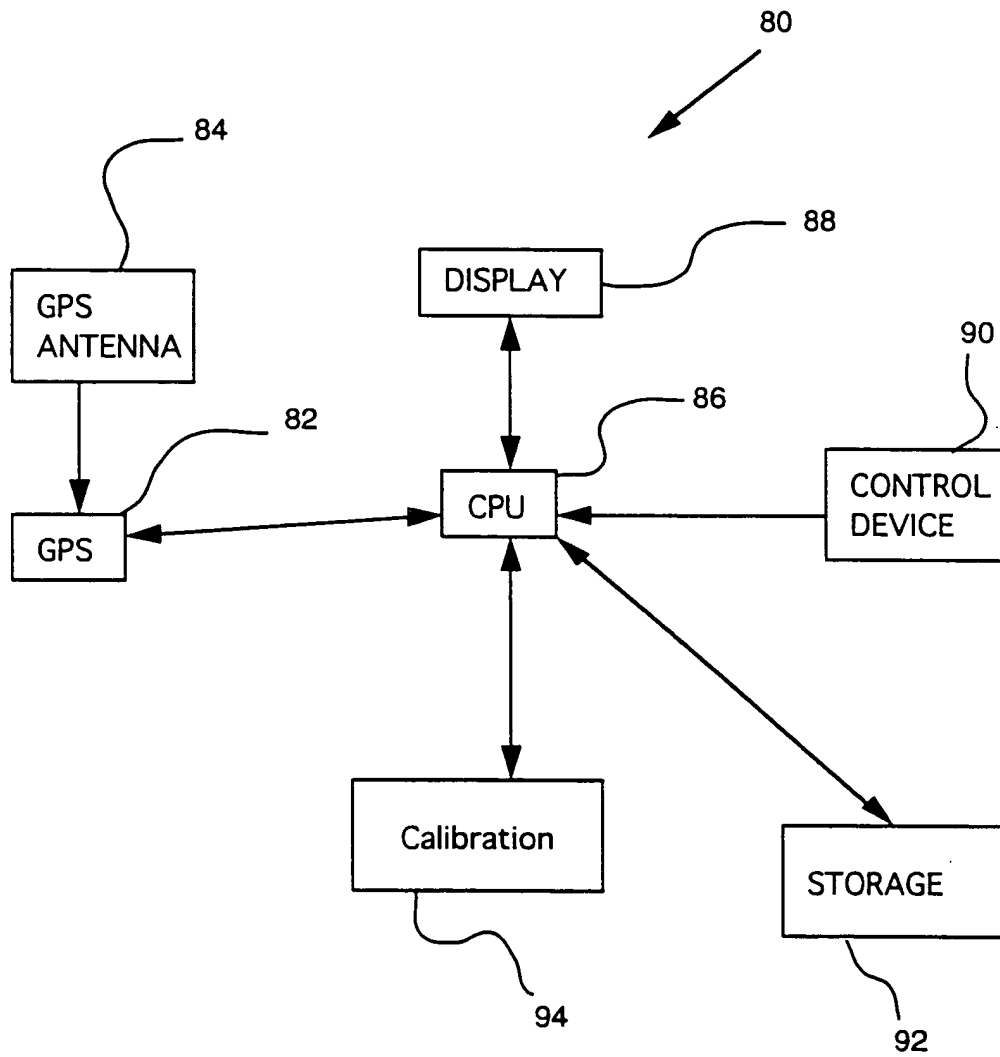 80
84
88
GPS
ANTENNA
DISPLAY
90
82
86
CONTROL
DEVICE
CPU
GPS
Calibration
STORAGE
94
92